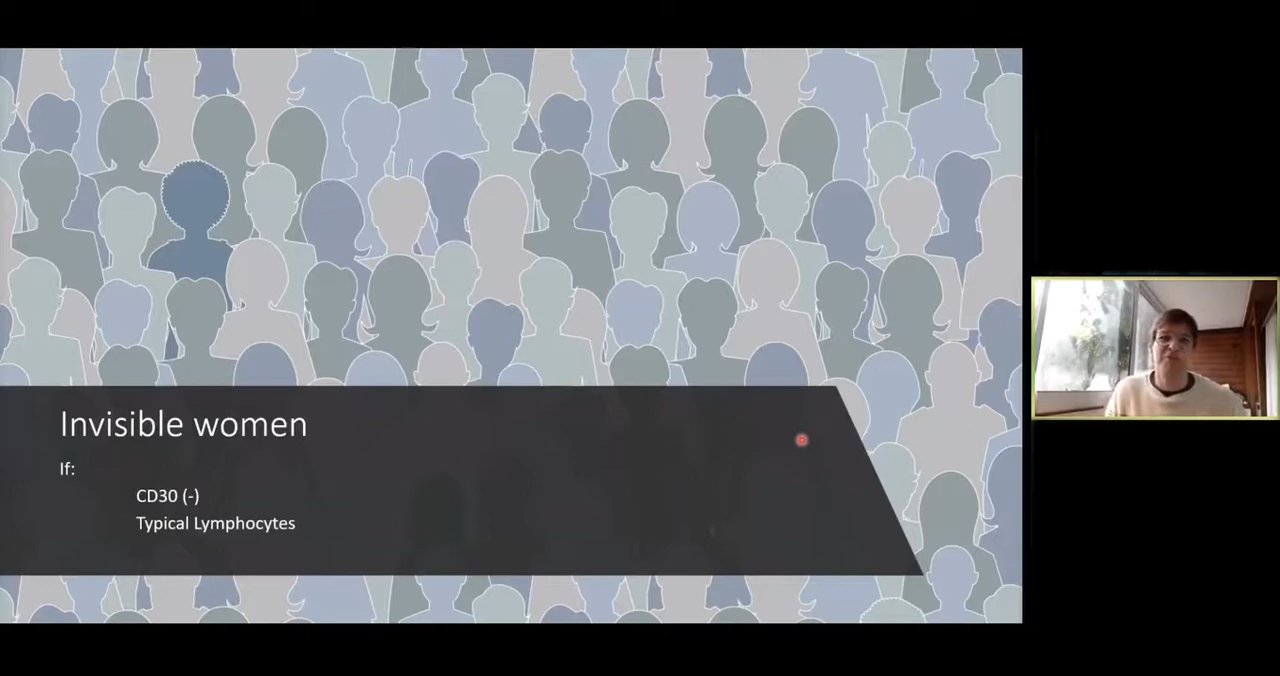 Invisible women
If:
CD30 (-)
Typical Lymphocytes